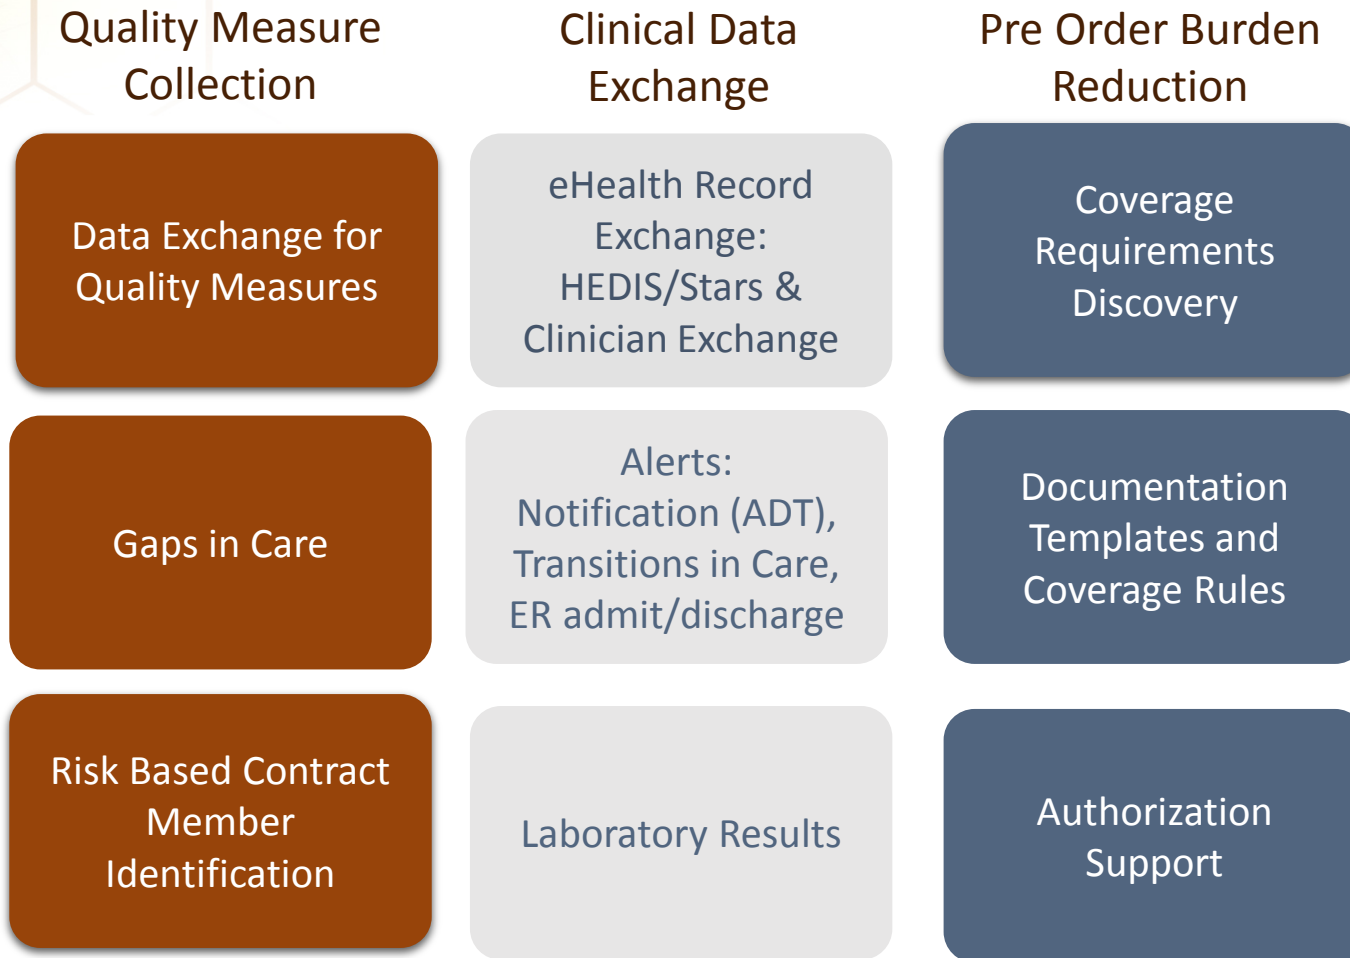 Quality Measure
Collection
Clinical Data
Exchange
Pre Order Burden
Reduction
Data Exchange for
Quality Measures
eHealth Record
Exchange:
HEDIS/Stars &
Clinician Exchange
Coverage
Requirements
Discovery
Gaps in Care
Alerts:
Notification (ADT),
Transitions in Care,
ER admit/discharge
Documentation
Templates and
Coverage Rules
Risk Based Contract
Member
Identification
Laboratory Results
Authorization
Support